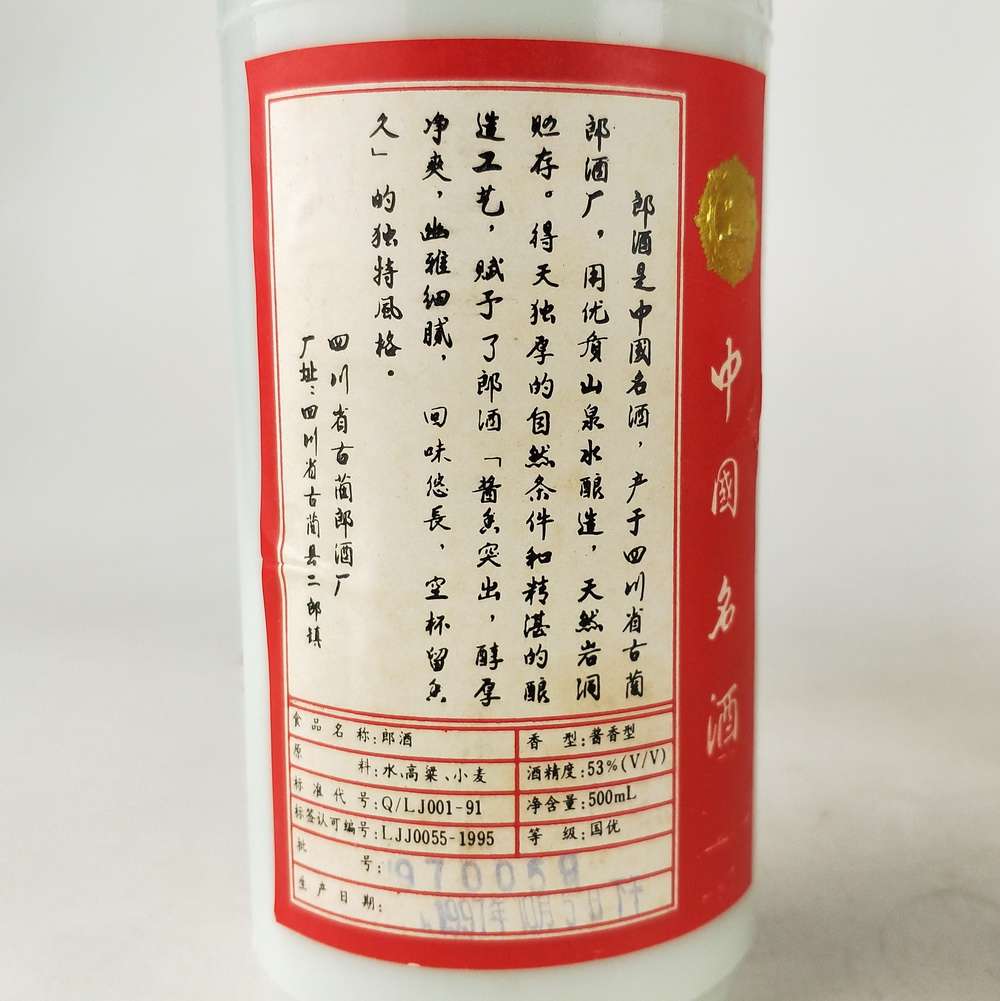 郎酒是中國名酒，产于四川省古蔺
郎酒厂，用优质山泉水酿造，天然岩洞
贮存。得天独厚的自然条件和精湛的酿
造工艺，赋予了郎酒「酱香突出，醇厚
净爽，幽雅细腻，回味悠長，空杯留香
久」的独特風格。
四川省古蔺郎酒厂
厂址：四川省古蔺县二郎镇
中國名酒
食品名称:郎酒
香型:酱香型
原料:水、高粱、小麦
酒精度:53%(V/V)
标准代号:Q/LJ001-91
净含量:500mL
标签认可编号:LJJ0055-1995
等级:国优
批号:
生产日期: